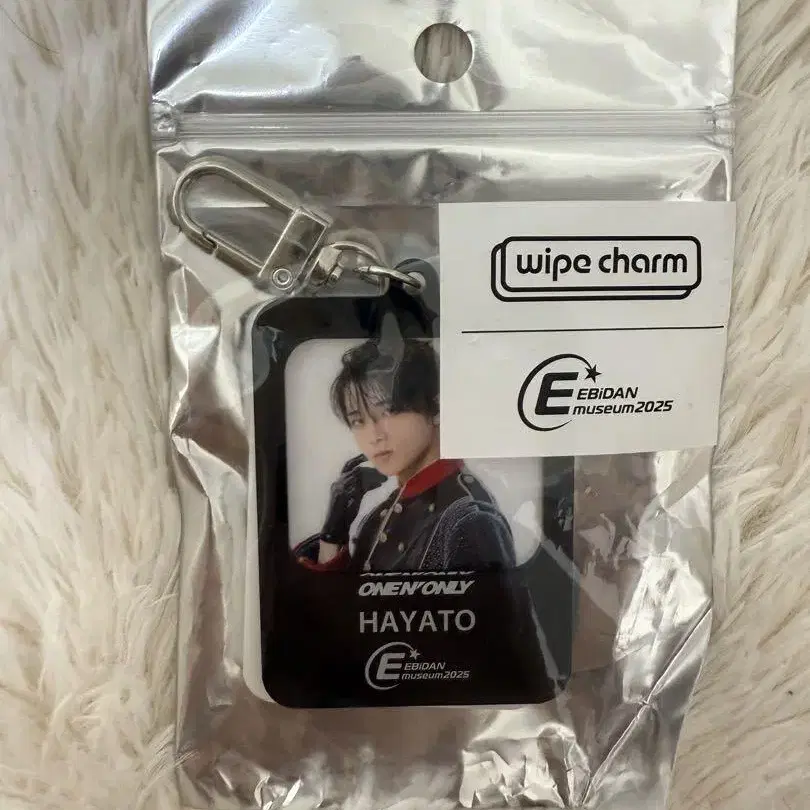 wipe charm
EBiDAN
museum2025
ONE N' ONLY
HAYATO
EBiDAN
museum2025